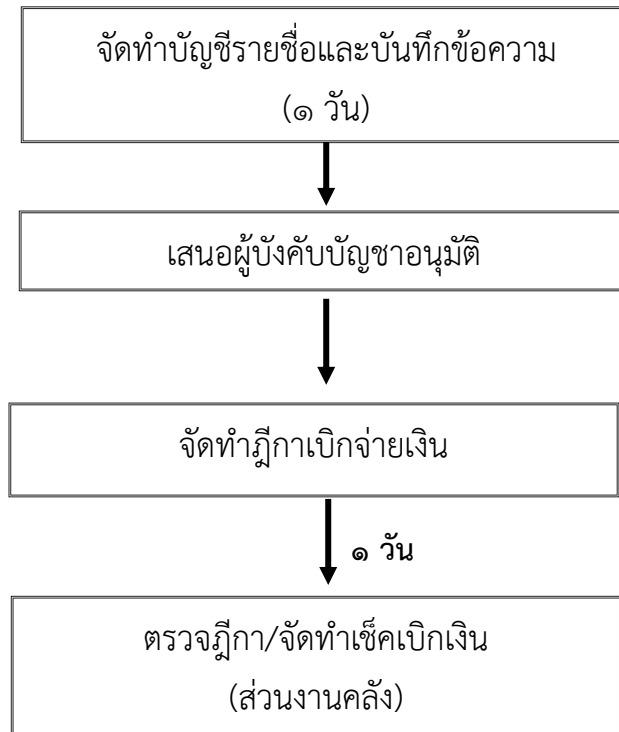 จัดทำบัญชีรายชื่อและบันทึกข้อความ
(๑ วัน)
เสนอผู้บังคับบัญชาอนุมัติ
จัดทำฎีกาเบิกจ่ายเงิน
๑ วัน
ตรวจฎีกา/จัดทำเช็คเบิกเงิน
(ส่วนงานคลัง)